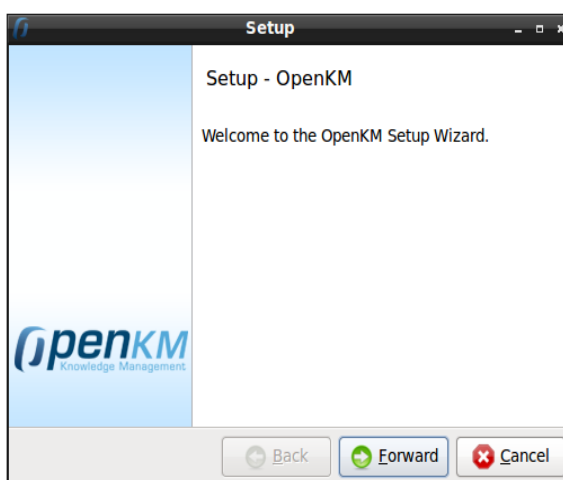 Setup
Setup - OpenKM
Welcome to the OpenKM Setup Wizard.
OpenKM
Knowledge Management
Back
Forward
Cancel